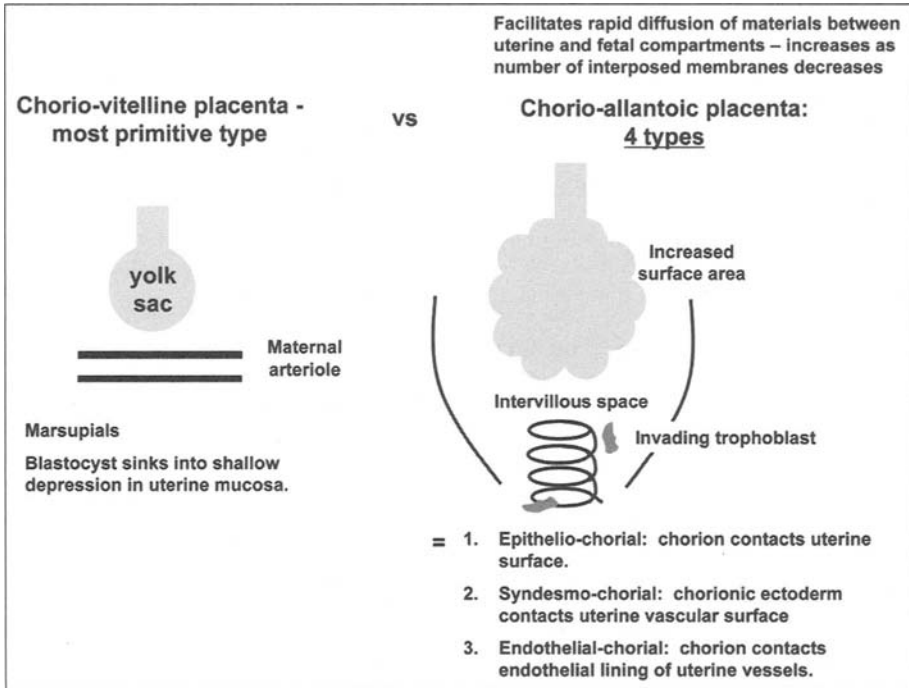 Facilitates rapid diffusion of materials between
uterine and fetal compartments – increases as
number of interposed membranes decreases
Chorio-vitelline placenta -
most primitive type
vs
Chorio-allantoic placenta:
4 types
yolk
sac
Maternal
arteriole
Marsupials
Blastocyst sinks into shallow
depression in uterine mucosa.
Increased
surface area
Intervillous space
Invading trophoblast
= 1. Epithelio-chorial: chorion contacts uterine
surface.
2. Syndesmo-chorial: chorionic ectoderm
contacts uterine vascular surface
3. Endothelial-chorial: chorion contacts
endothelial lining of uterine vessels.